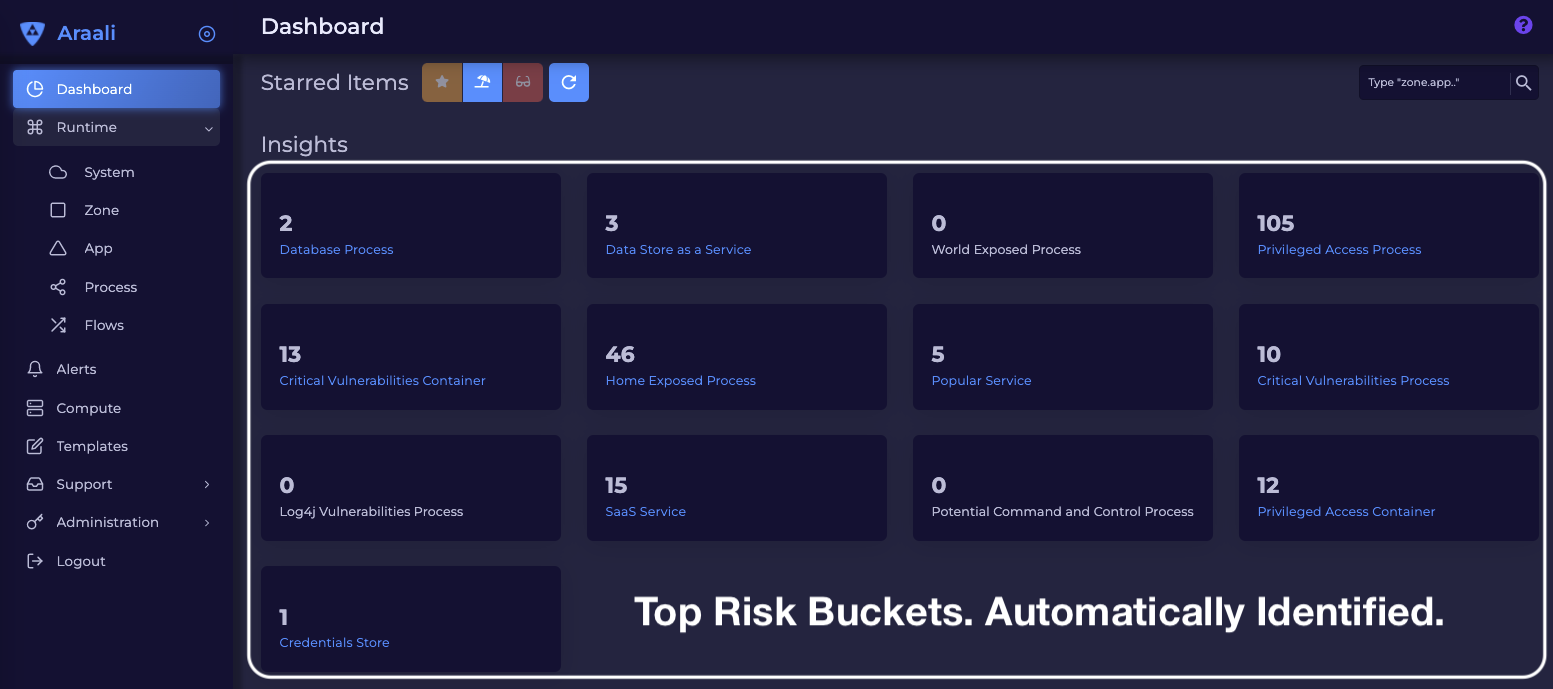 Araali
Dashboard
Dashboard
Runtime
System
Zone
App
Process
Flows
Alerts
Compute
Templates
Support
Administration
Logout
Starred Items
Type "zone.app.."
Insights
2
Database Process
3
Data Store as a Service
0
World Exposed Process
105
Privileged Access Process
13
Critical Vulnerabilities Container
46
Home Exposed Process
5
Popular Service
10
Critical Vulnerabilities Process
0
Log4j Vulnerabilities Process
15
SaaS Service
0
Potential Command and Control Process
12
Privileged Access Container
1
Credentials Store
Top Risk Buckets. Automatically Identified.